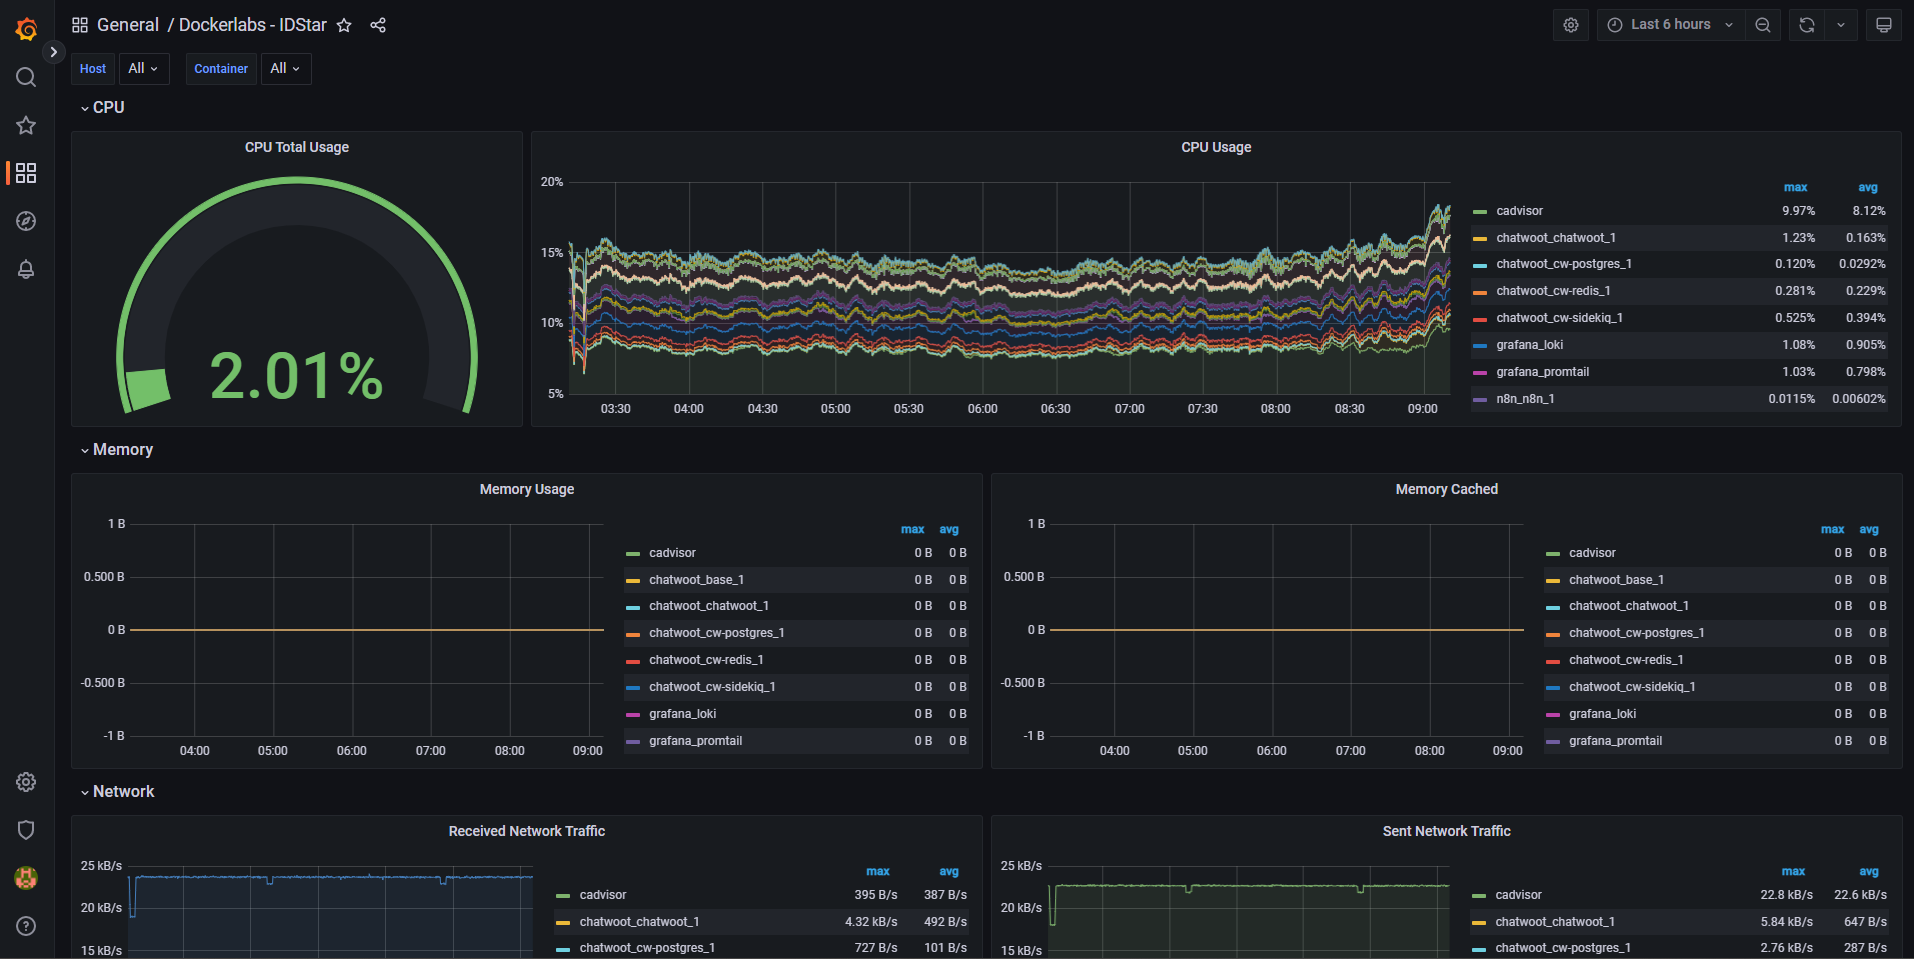 General / Dockerlabs - IDStar
Last 6 hours
Host All Container All
CPU
CPU Total Usage
2.01%
CPU Usage
20%
15%
10%
5%
03:30 04:00 04:30 05:00 05:30 06:00 06:30 07:00 07:30 08:00 08:30 09:00
max avg
cadvisor 9.97% 8.12%
chatwoot_chatwoot_1 1.23% 0.163%
chatwoot_cw-postgres_1 0.120% 0.0292%
chatwoot_cw-redis_1 0.281% 0.229%
chatwoot_cw-sidekiq_1 0.525% 0.394%
grafana_loki 1.08% 0.905%
grafana_promtail 1.03% 0.798%
n8n_n8n_1 0.0115% 0.00602%
Memory
Memory Usage
1 B
0.500 B
0 B
-0.500 B
-1 B
04:00 05:00 06:00 07:00 08:00 09:00
max avg
cadvisor 0 B 0 B
chatwoot_base_1 0 B 0 B
chatwoot_chatwoot_1 0 B 0 B
chatwoot_cw-postgres_1 0 B 0 B
chatwoot_cw-redis_1 0 B 0 B
chatwoot_cw-sidekiq_1 0 B 0 B
grafana_loki 0 B 0 B
grafana_promtail 0 B 0 B
Memory Cached
1 B
0.500 B
0 B
-0.500 B
-1 B
04:00 05:00 06:00 07:00 08:00 09:00
max avg
cadvisor 0 B 0 B
chatwoot_base_1 0 B 0 B
chatwoot_chatwoot_1 0 B 0 B
chatwoot_cw-postgres_1 0 B 0 B
chatwoot_cw-redis_1 0 B 0 B
chatwoot_cw-sidekiq_1 0 B 0 B
grafana_loki 0 B 0 B
grafana_promtail 0 B 0 B
Network
Received Network Traffic
25 kB/s
20 kB/s
15 kB/s
max avg
cadvisor 395 B/s 387 B/s
chatwoot_chatwoot_1 4.32 kB/s 492 B/s
chatwoot_cw-postgres_1 727 B/s 101 B/s
Sent Network Traffic
25 kB/s
20 kB/s
15 kB/s
max avg
cadvisor 22.8 kB/s 22.6 kB/s
chatwoot_chatwoot_1 5.84 kB/s 647 B/s
chatwoot_cw-postgres_1 2.76 kB/s 287 B/s